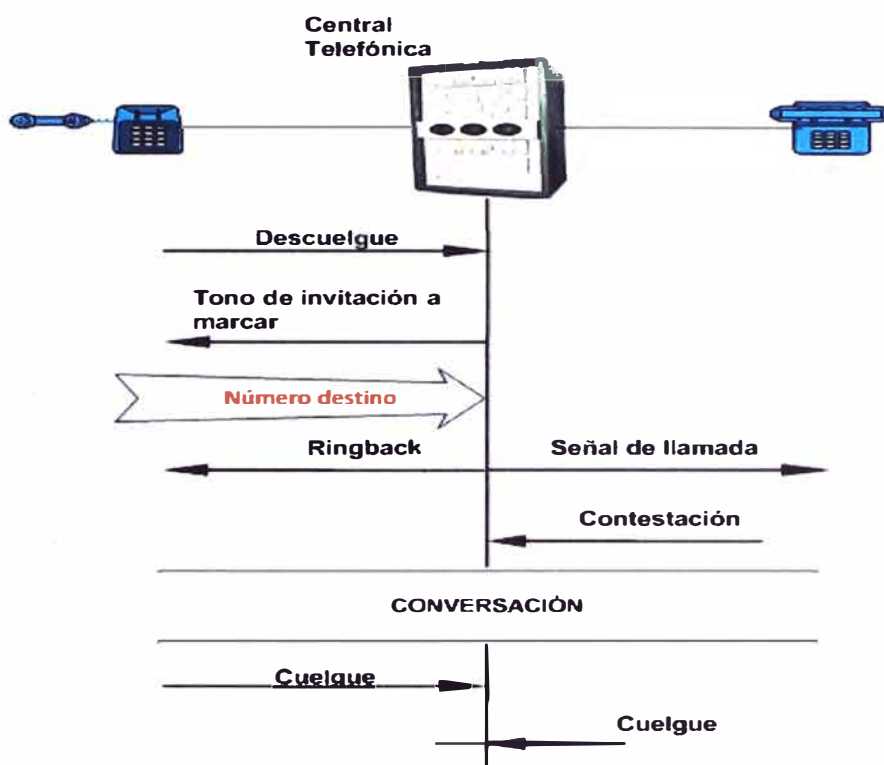 Central
Telefónica
Descuelgue
Tono de invitación a
marcar
Número destino
Ringback
Señal de llamada
Contestación
CONVERSACIÓN
Cuelgue
Cuelgue